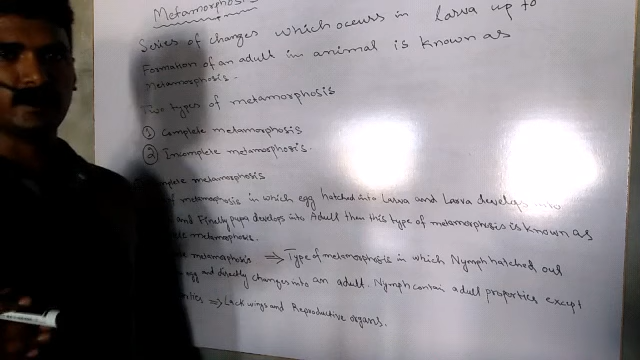 Metamorphosis
Series of changes which occurs in Larva up to
Formation of an adult in animal is known as
metamorphosis.
Two types of metamorphosis
① Complete metamorphosis
② Incomplete metamorphosis.
metamorphosis
metamorphosis in which egg hatched into Larva and Larva develops into
and Finally pupa develops into Adult then this type of metamorphosis is known as
metamorphosis.
metamorphosis ⇒ Type of metamorphosis in which Nymph hatched out
egg and directly changes into an adult. Nymph contain adult properties except
⇒ Lack wings and Reproductive organs.